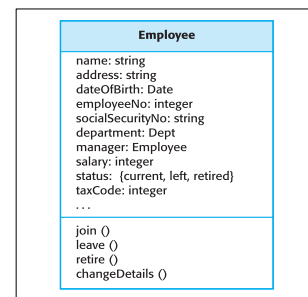 Employee
name: string
address: string
dateOfBirth: Date
employeeNo: integer
socialSecurityNo: string
department: Dept
manager: Employee
salary: integer
status: {current, left, retired}
taxCode: integer
. . .
join ()
leave ()
retire ()
changeDetails ()